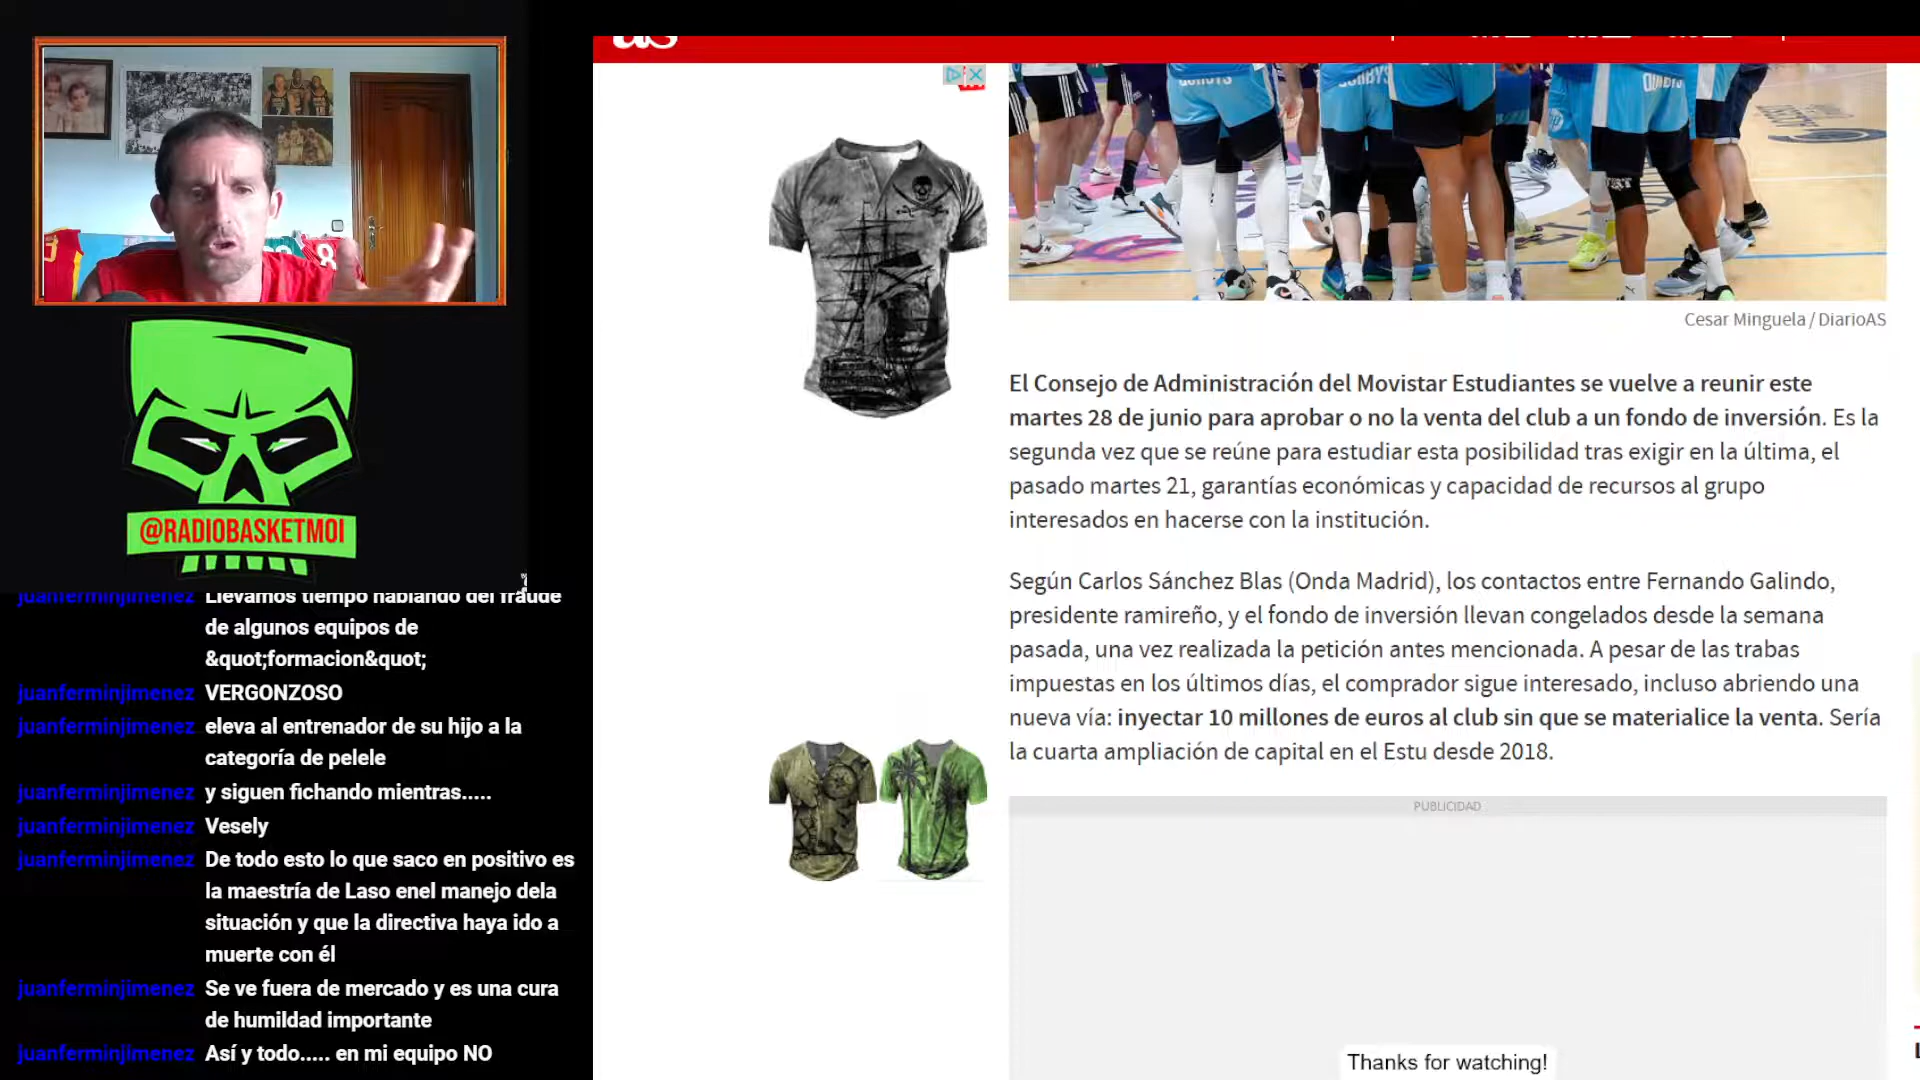 as
8
@RADIOBASKETMOI
juanferminjimenez Llevamos tiempo hablando del fraude
de algunos equipos de
&quot;formacion&quot;
juanferminjimenez VERGONZOSO
juanferminjimenez eleva al entrenador de su hijo a la
categoría de pelele
juanferminjimenez y siguen fichando mientras.....
juanferminjimenez Vesely
juanferminjimenez De todo esto lo que saco en positivo es
la maestría de Laso enel manejo dela
situación y que la directiva haya ido a
muerte con él
juanferminjimenez Se ve fuera de mercado y es una cura
de humildad importante
juanferminjimenez Así y todo..... en mi equipo NO
Cesar Minguela / DiarioAS
El Consejo de Administración del Movistar Estudiantes se vuelve a reunir este
martes 28 de junio para aprobar o no la venta del club a un fondo de inversión. Es la
segunda vez que se reúne para estudiar esta posibilidad tras exigir en la última, el
pasado martes 21, garantías económicas y capacidad de recursos al grupo
interesados en hacerse con la institución.
Según Carlos Sánchez Blas (Onda Madrid), los contactos entre Fernando Galindo,
presidente ramireño, y el fondo de inversión llevan congelados desde la semana
pasada, una vez realizada la petición antes mencionada. A pesar de las trabas
impuestas en los últimos días, el comprador sigue interesado, incluso abriendo una
nueva vía: inyectar 10 millones de euros al club sin que se materialice la venta. Sería
la cuarta ampliación de capital en el Estu desde 2018.
PUBLICIDAD
Thanks for watching!